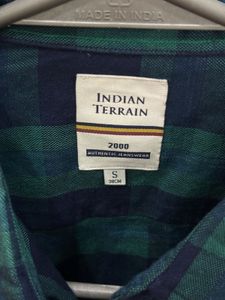 MADE IN INDIA
INDIAN
TERRAIN
2000
AUTHENTIC JEANSWEAR
S
38CM